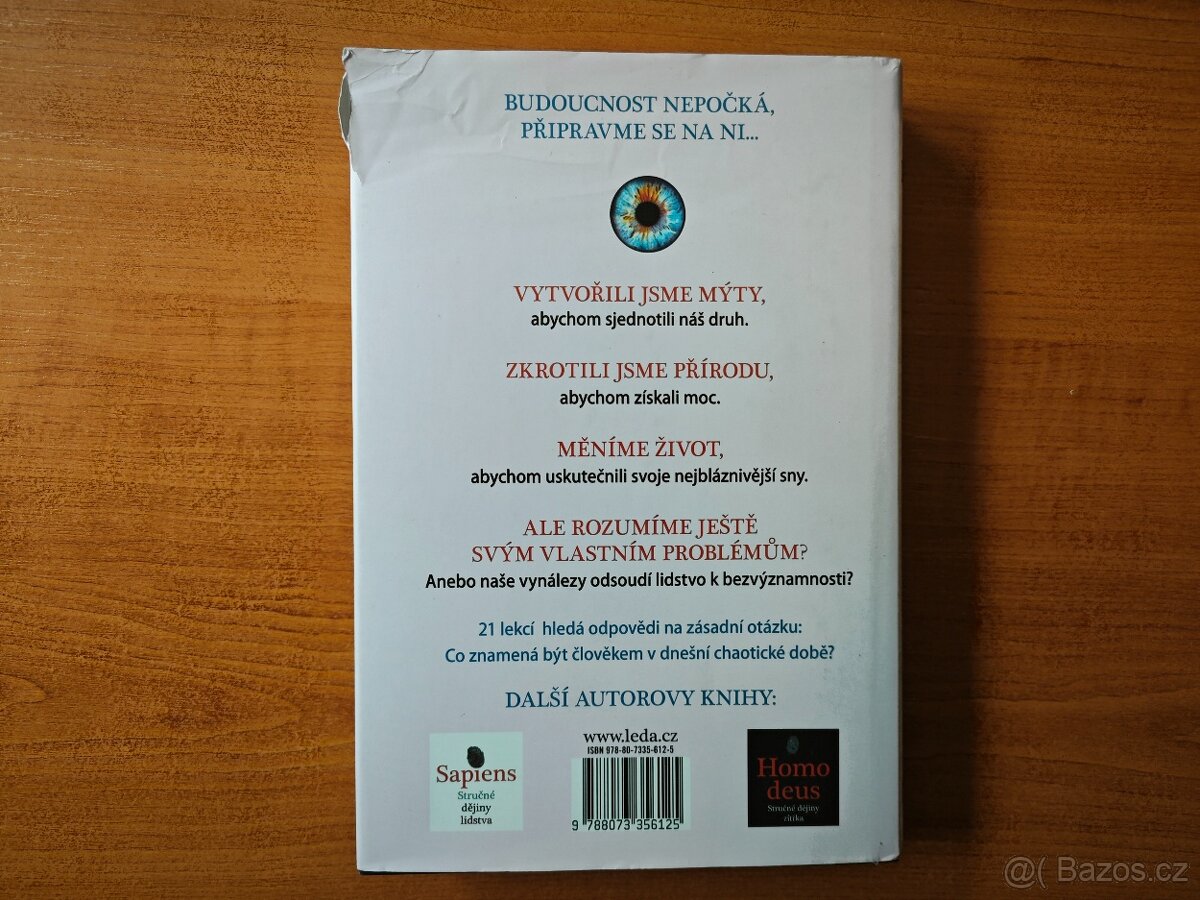 BUDOUCNOST NEPOČKÁ,
PŘIPRAVME SE NA NI...
VYTVOŘILI JSME MÝTY,
abychom sjednotili náš druh.
ZKROTILI JSME PŘÍRODU,
abychom získali moc.
MĚNÍME ŽIVOT,
abychom uskutečnili svoje nejbláznivější sny.
ALE ROZUMÍME JEŠTĚ
SVÝM VLASTNÍM PROBLÉMŮM?
Anebo naše vynálezy odsoudí lidstvo k bezvýznamnosti?
21 lekcí hledá odpovědi na zásadní otázku:
Co znamená být člověkem v dnešní chaotické době?
DALŠÍ AUTOROVY KNIHY:
Sapiens
Stručné
dějiny
lidstva
www.leda.cz
ISBN 978-80-7335-612-5
9 788073 356125
Homo
deus
Stručné dějiny
zítřka
@( Bazos.cz